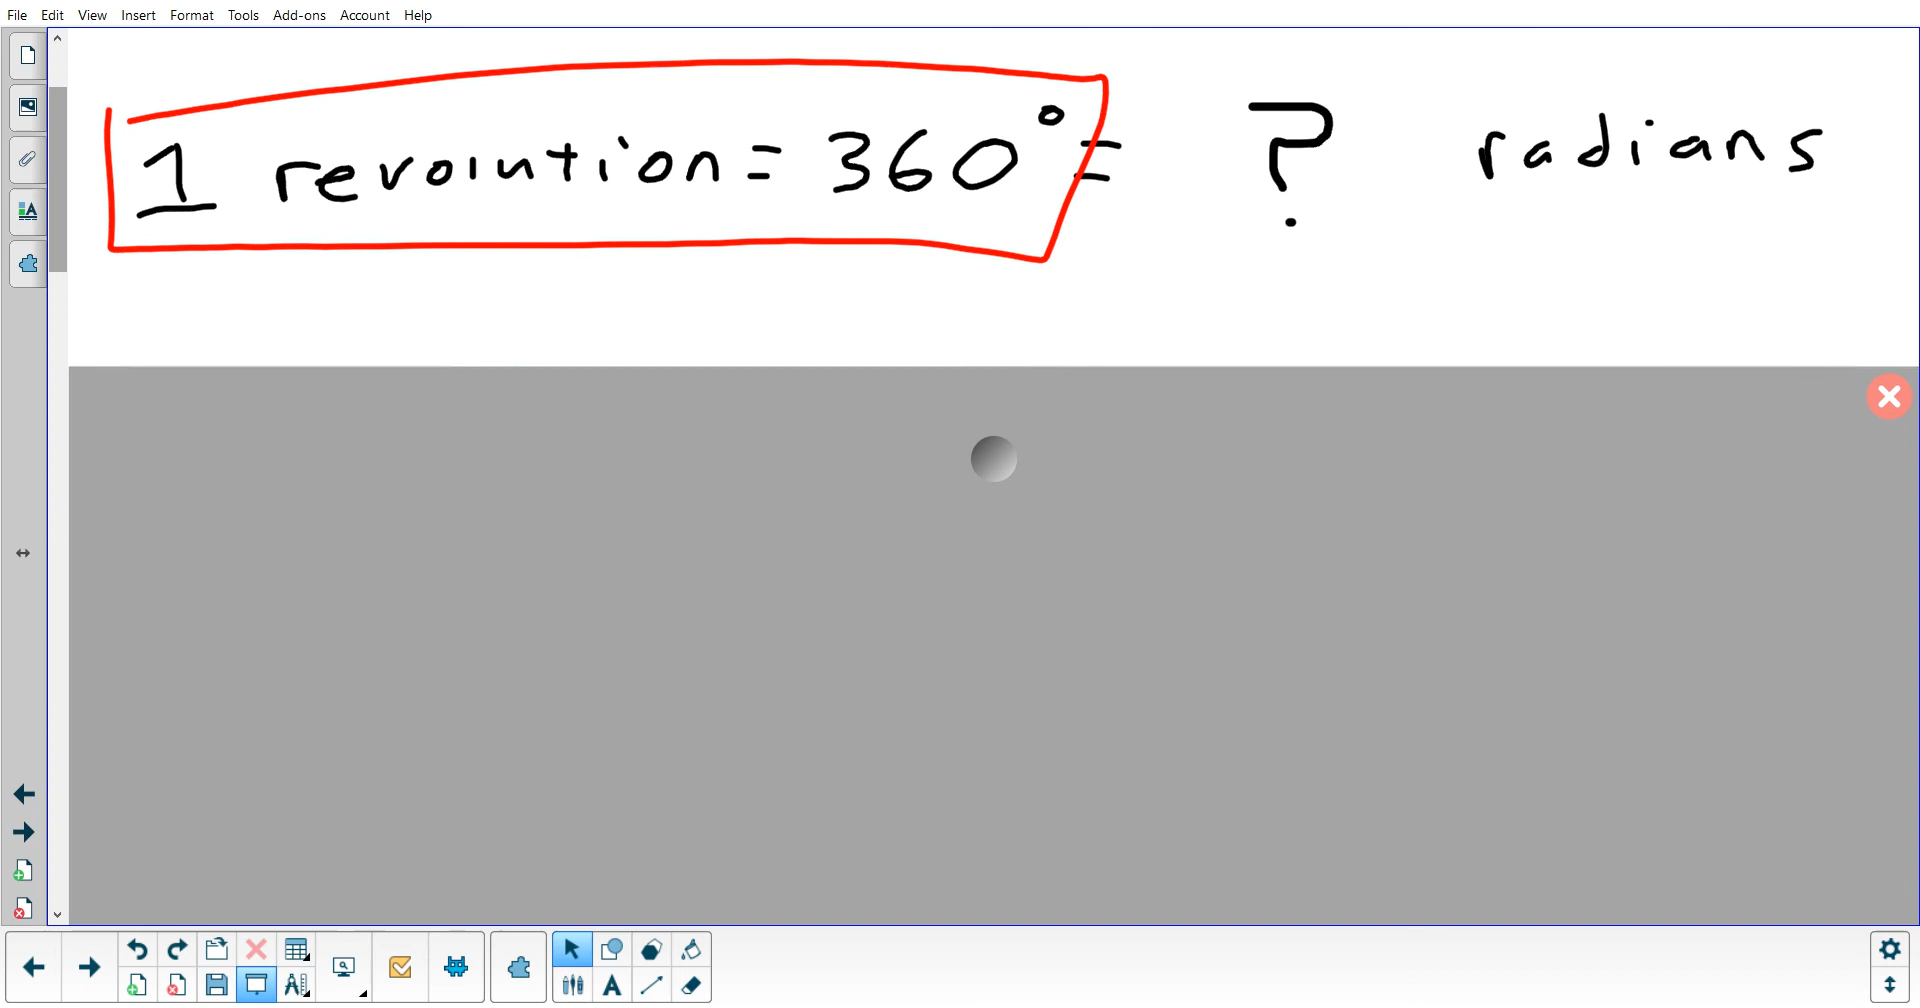 File Edit View Insert Format Tools Add-ons Account Help
1 revolution = 360° = ? radians